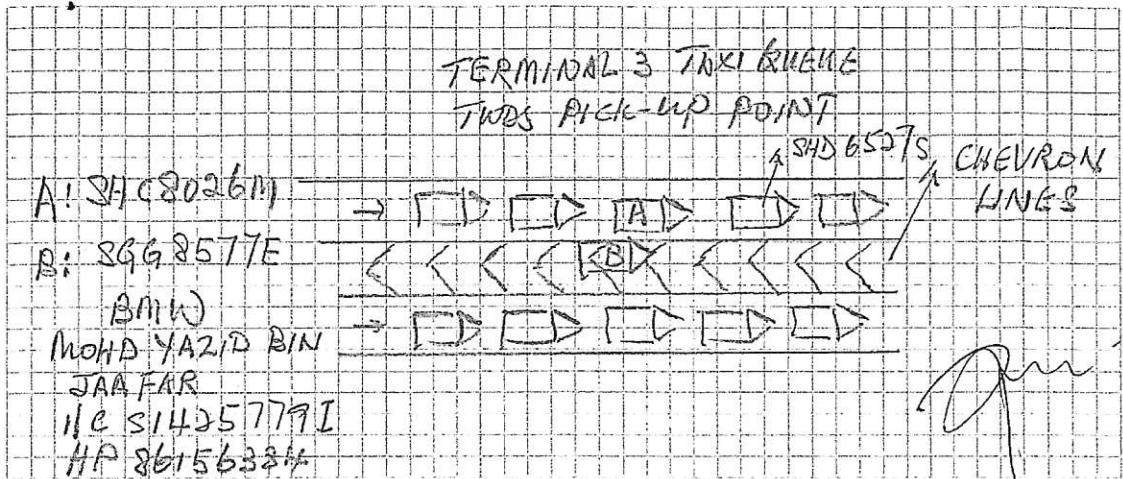 TERMINAL 3 TAXI QUEUE
TWDS PICK-UP POINT
SHD 6527S
CHEVRON
LINES
A: SHC8026M
A
B: SGG8577E
B
BMW
MOHD YAZID BIN
JAAFAR
I/C S1425779I
HP 86156334